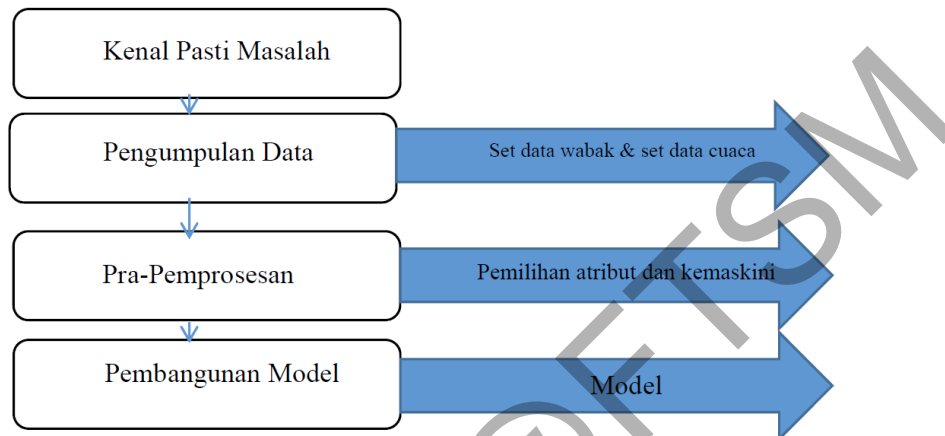 Kenal Pasti Masalah
Pengumpulan Data
Set data wabak & set data cuaca
Pra-Pemprosesan
Pemilihan atribut dan kemaskini
Pembangunan Model
Model
@FTSM